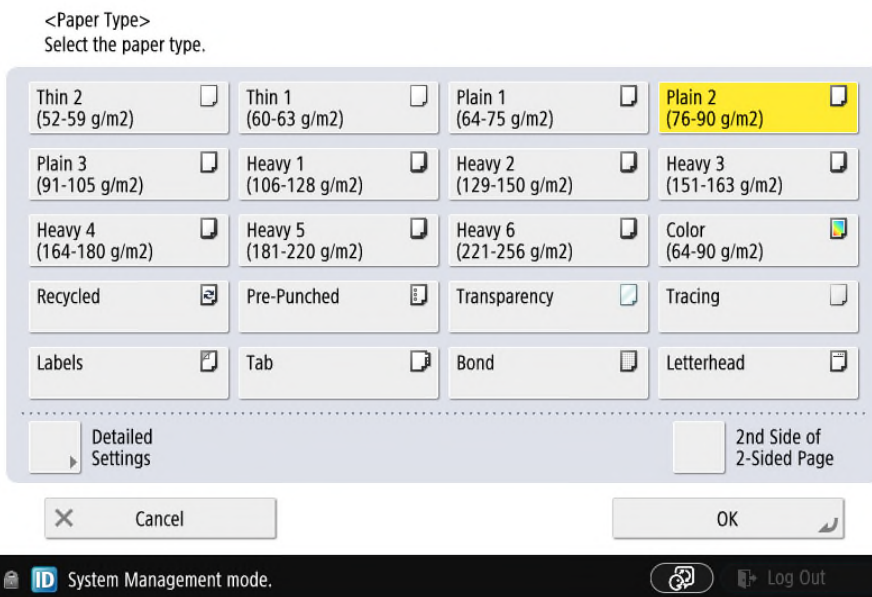 <Paper Type>
Select the paper type.
Thin 2
(52-59 g/m2)
Thin 1
(60-63 g/m2)
Plain 1
(64-75 g/m2)
Plain 2
(76-90 g/m2)
Plain 3
(91-105 g/m2)
Heavy 1
(106-128 g/m2)
Heavy 2
(129-150 g/m2)
Heavy 3
(151-163 g/m2)
Heavy 4
(164-180 g/m2)
Heavy 5
(181-220 g/m2)
Heavy 6
(221-256 g/m2)
Color
(64-90 g/m2)
Recycled
Pre-Punched
Transparency
Tracing
Labels
Tab
Bond
Letterhead
Detailed
Settings
2nd Side of
2-Sided Page
Cancel
OK
ID System Management mode.
Log Out